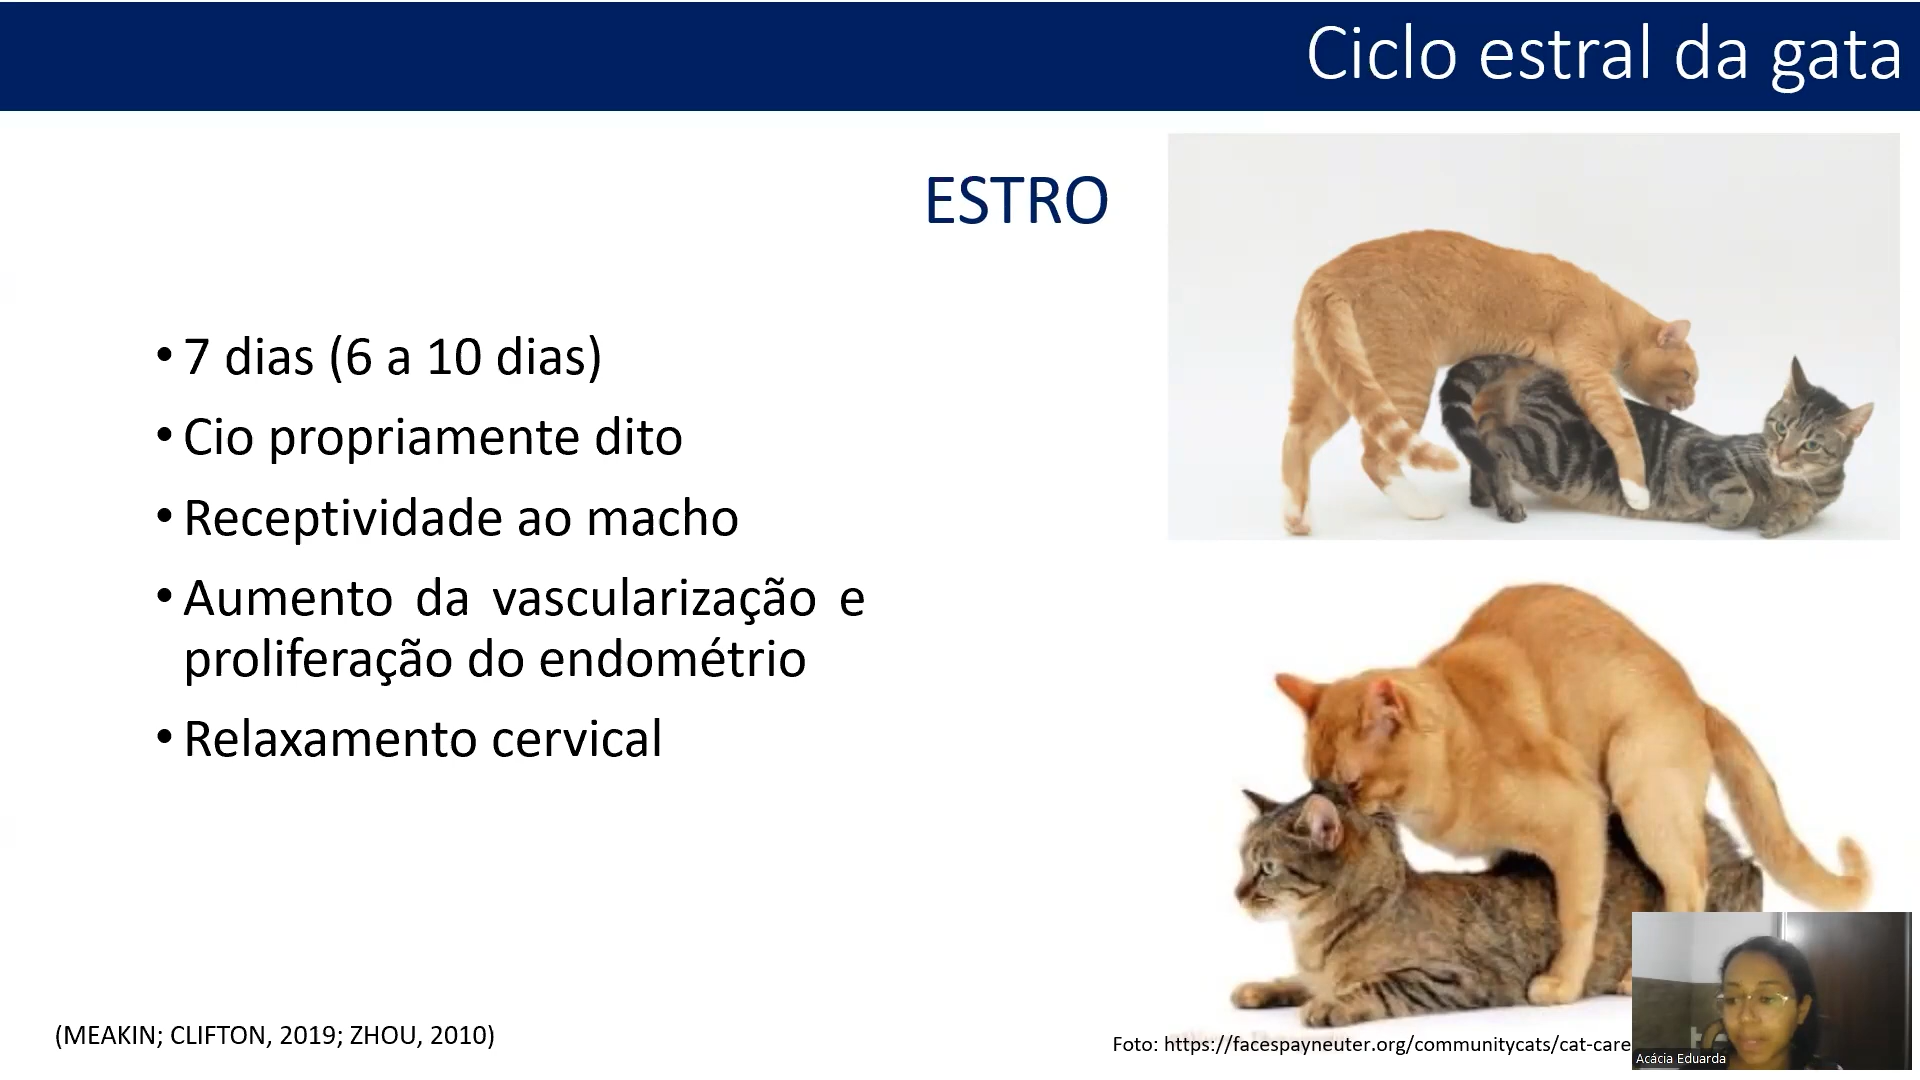 Ciclo estral da gata
ESTRO
• 7 dias (6 a 10 dias)
• Cio propriamente dito
• Receptividade ao macho
• Aumento da vascularização e
proliferação do endométrio
• Relaxamento cervical
(MEAKIN; CLIFTON, 2019; ZHOU, 2010)
Foto: https://facespayneuter.org/communitycats/cat-care
Acácia Eduarda